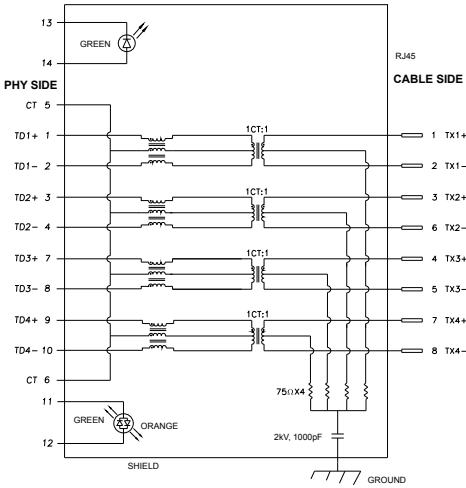 13
GREEN
14
RJ45
PHY SIDE
CABLE SIDE
CT 5
1CT:1
TD1+ 1
1 TX1+
TD1- 2
2 TX1-
1CT:1
TD2+ 3
3 TX2+
TD2- 4
6 TX2-
1CT:1
TD3+ 7
4 TX3+
TD3- 8
5 TX3-
1CT:1
TD4+ 9
7 TX4+
TD4- 10
8 TX4-
CT 6
75ΩX4
11
GREEN
ORANGE
2kV, 1000pF
12
SHIELD
GROUND